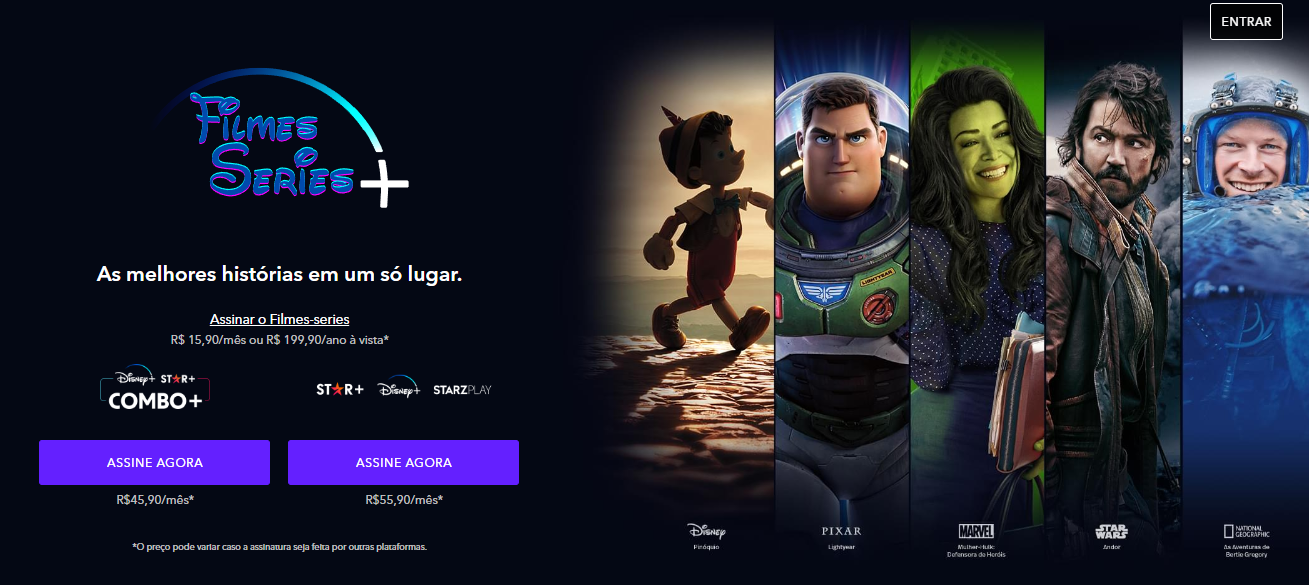 ENTRAR
FILMES
SERIES+
As melhores histórias em um só lugar.
Assinar o Filmes-series
R$ 15,90/mês ou R$ 199,90/ano à vista*
Disney+ STAR+
COMBO+
STAR+ Disney+ STARZPLAY
ASSINE AGORA
R$45,90/mês*
ASSINE AGORA
R$55,90/mês*
*O preço pode variar caso a assinatura seja feita por outras plataformas.
LIGHTYEAR
Disney
Pinóquio
PIXAR
Lightyear
MARVEL
Mulher-Hulk:
Defensora de Heróis
STAR
WARS
Andor
NATIONAL
GEOGRAPHIC
As Aventuras de
Bertie Gregory